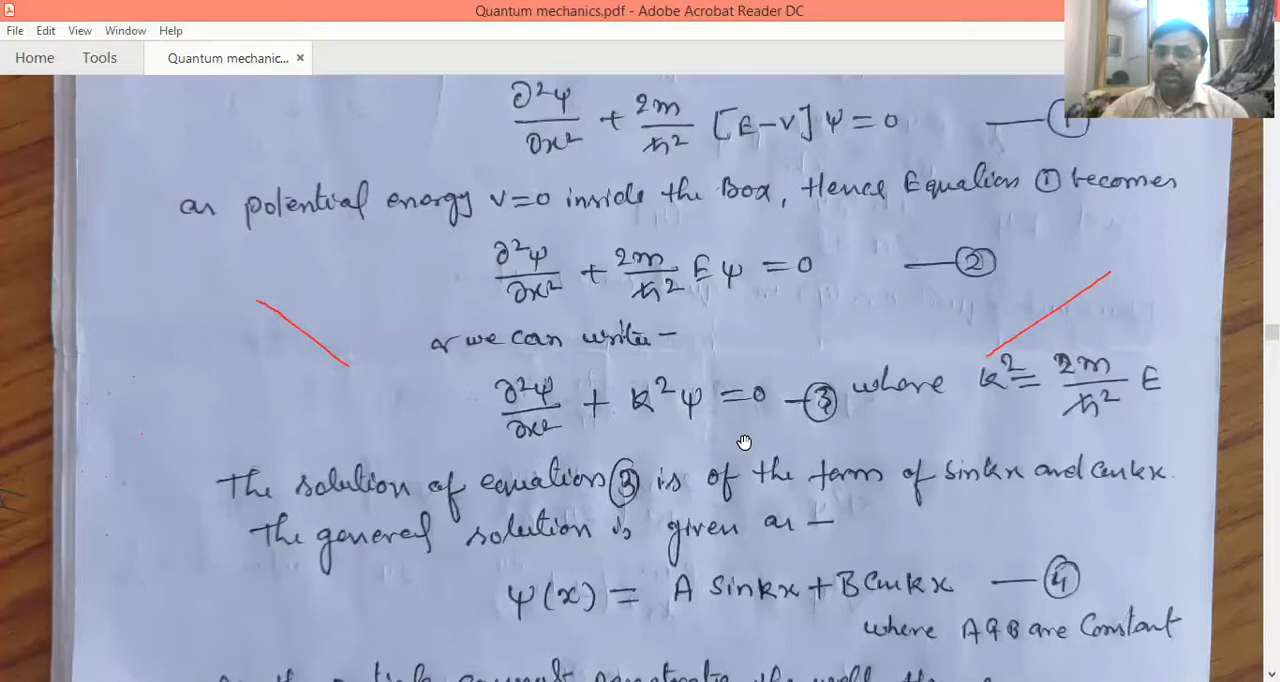 Quantum mechanics.pdf - Adobe Acrobat Reader DC
File Edit View Window Help
Home Tools Quantum mechanic... ×
∂²ψ/∂x² + 2m/ℏ² [E-V] ψ = 0 — ①
as potential energy V=0 inside the Box, Hence Equation ① becomes
∂²ψ/∂x² + 2m/ℏ² E ψ = 0 — ②
or we can write -
∂²ψ/∂x² + k²ψ = 0 - ③ where k² = 2m/ℏ² E
The solution of equation ③ is of the form of sinkx and coskx.
The general solution is given as -
ψ(x) = A sinkx + B coskx — ④
where A & B are Constant